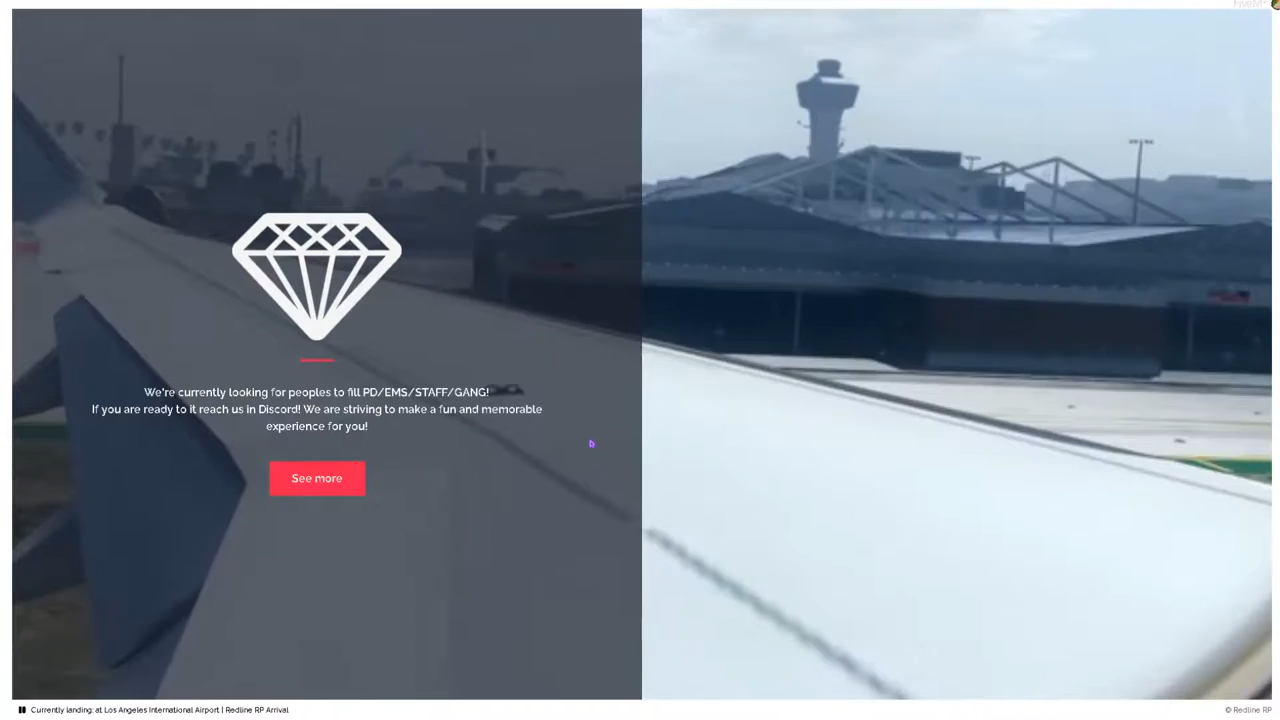 FiveM®
We're currently looking for peoples to fill PD/EMS/STAFF/GANG!
If you are ready to it reach us in Discord! We are striving to make a fun and memorable
experience for you!
See more
Currently landing: at Los Angeles International Airport | Redline RP Arrival
© Redline RP